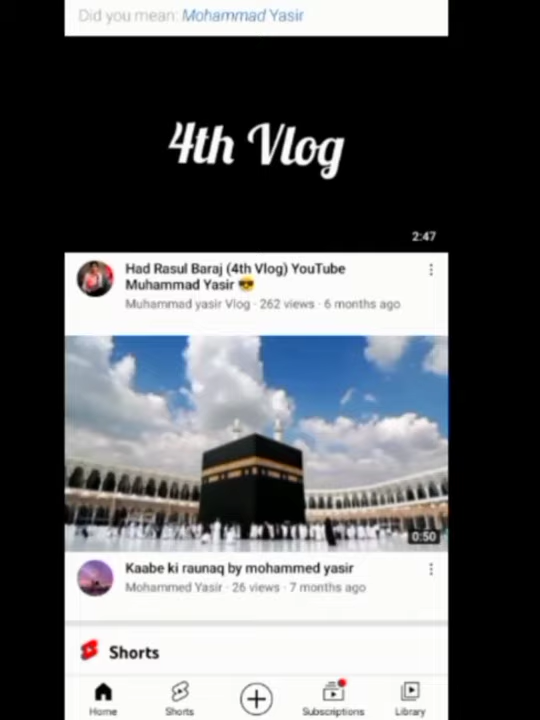 Did you mean: Mohammad Yasir
4th Vlog
2:47
Had Rasul Baraj (4th Vlog) YouTube
Muhammad Yasir 😎
Muhammad yasir Vlog · 262 views · 6 months ago
0:50
Kaabe ki raunaq by mohammed yasir
Mohammed Yasir · 26 views · 7 months ago
Shorts
Home
Shorts
Subscriptions
Library